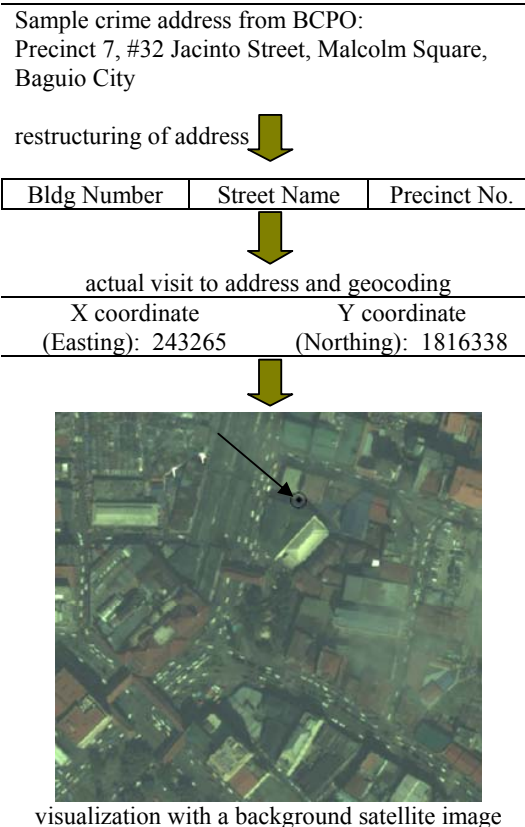 Sample crime address from BCPO:
Precinct 7, #32 Jacinto Street, Malcolm Square,
Baguio City
restructuring of address
Bldg Number Street Name Precinct No.
actual visit to address and geocoding
X coordinate Y coordinate
(Easting): 243265 (Northing): 1816338
visualization with a background satellite image